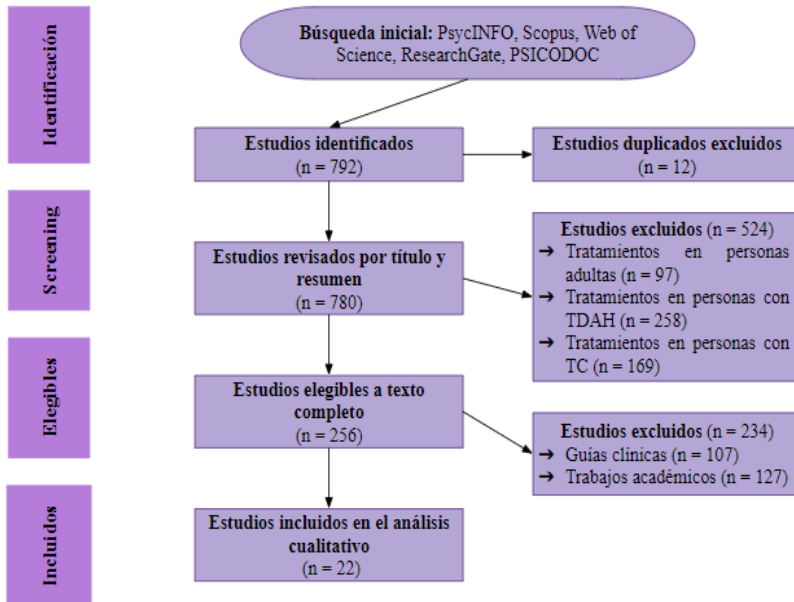 Identificación
Búsqueda inicial: PsycINFO, Scopus, Web of
Science, ResearchGate, PSICODOC
Estudios identificados
(n = 792)
Estudios duplicados excluidos
(n = 12)
Screening
Estudios revisados por título y
resumen
(n = 780)
Estudios excluidos (n = 524)
➔ Tratamientos en personas
adultas (n = 97)
➔ Tratamientos en personas con
TDAH (n = 258)
➔ Tratamientos en personas con
TC (n = 169)
Elegibles
Estudios elegibles a texto
completo
(n = 256)
Estudios excluidos (n = 234)
➔ Guías clínicas (n = 107)
➔ Trabajos académicos (n = 127)
Incluidos
Estudios incluidos en el análisis
cualitativo
(n = 22)